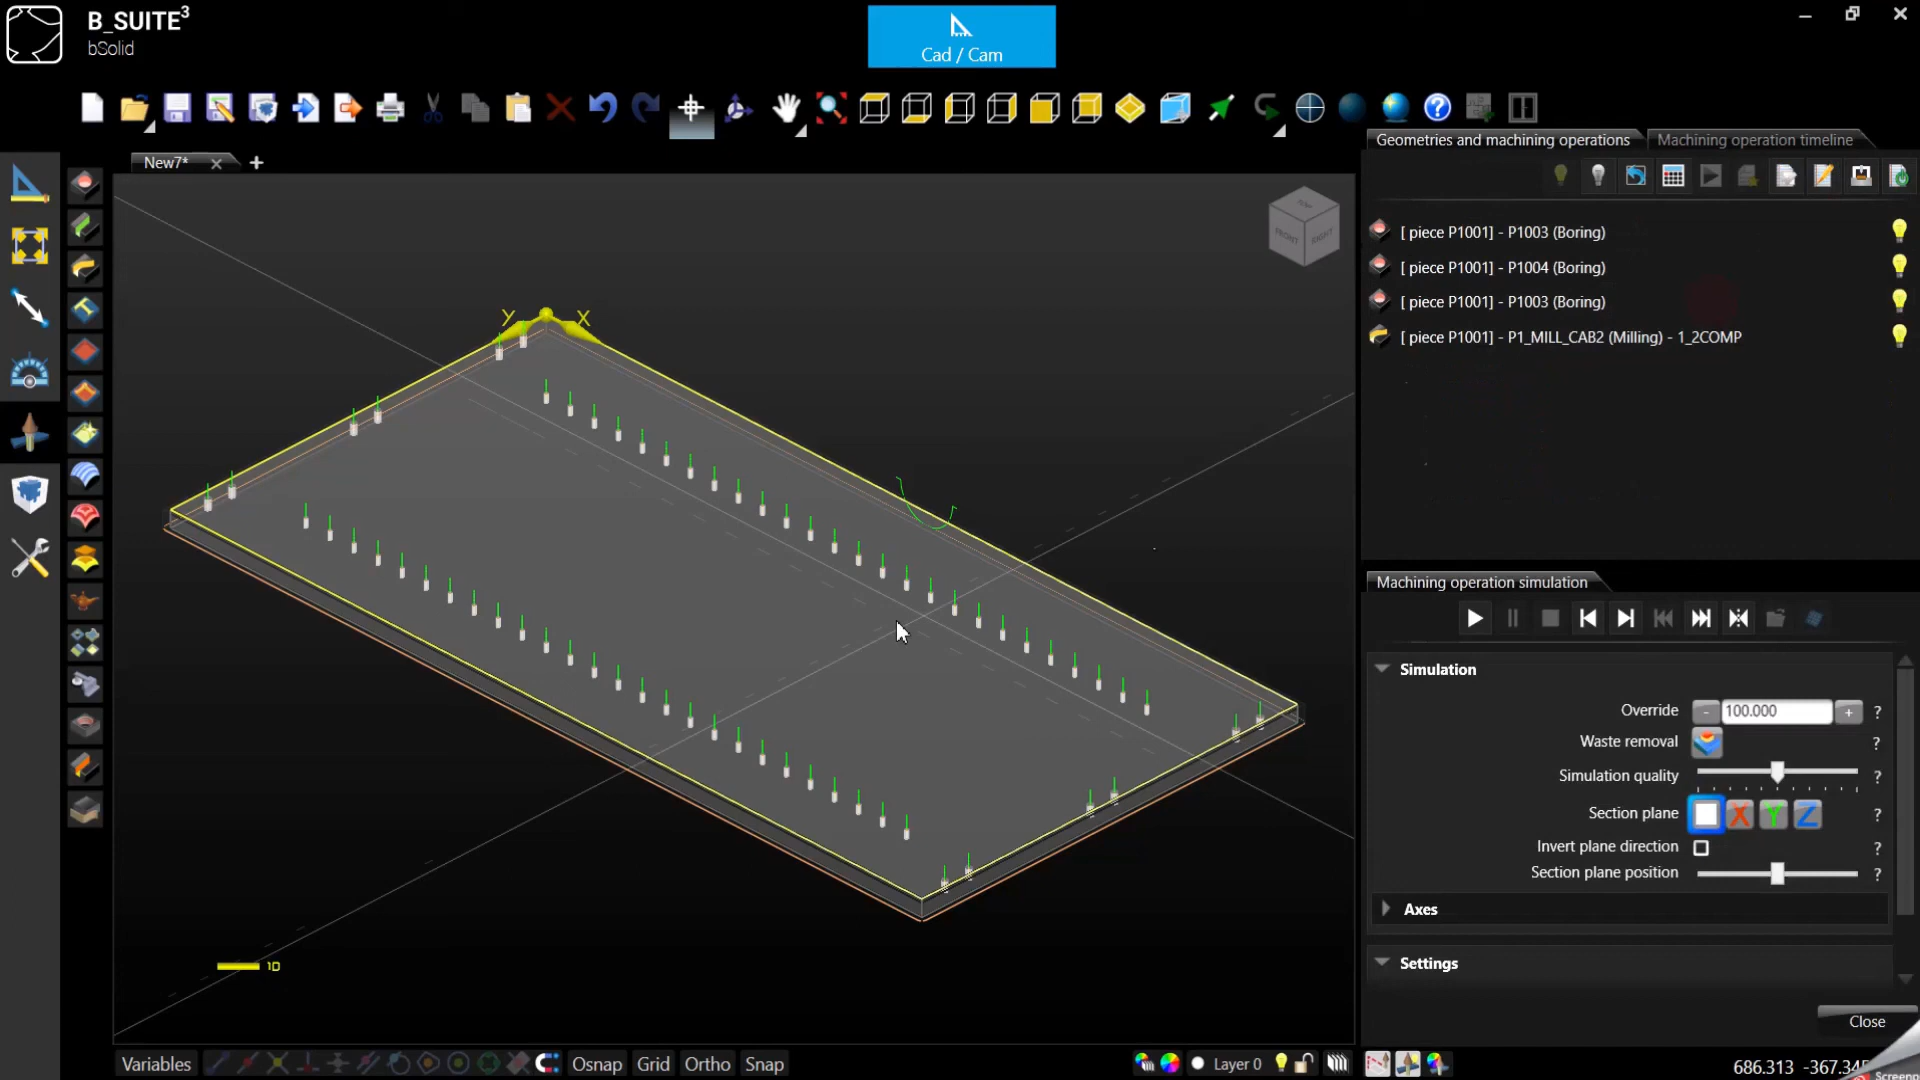 B_SUITE³
bSolid
Cad / Cam
New7*
Geometries and machining operations
Machining operation timeline
[ piece P1001] - P1003 (Boring)
[ piece P1001] - P1004 (Boring)
[ piece P1001] - P1003 (Boring)
[ piece P1001] - P1_MILL_CAB2 (Milling) - 1_2COMP
TOP
FRONT
RIGHT
Y
X
Machining operation simulation
Simulation
Override
100.000
?
Waste removal
?
Simulation quality
?
Section plane
X
Y
Z
?
Invert plane direction
?
Section plane position
?
Axes
Settings
Close
10
Variables
Osnap
Grid
Ortho
Snap
Layer 0
686.313